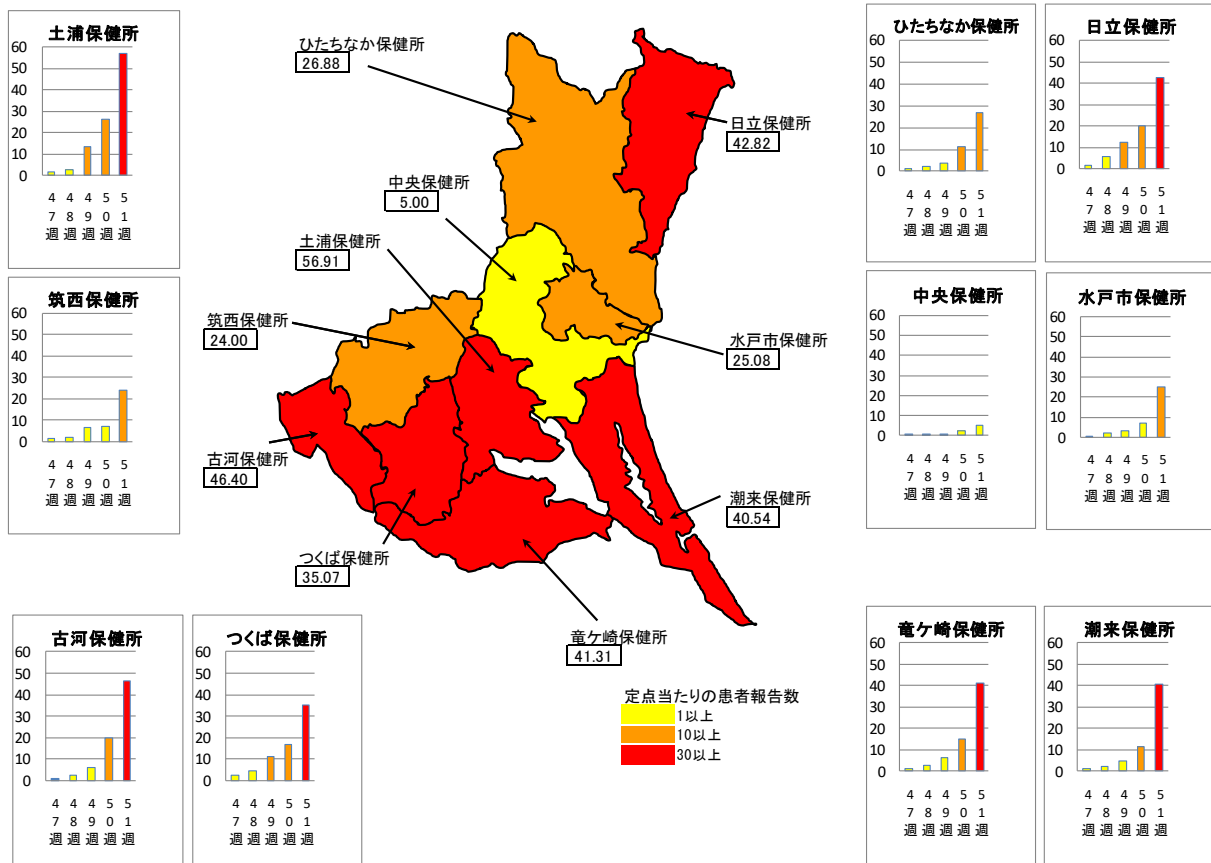 土浦保健所
60
50
40
30
20
10
0
47週
48週
49週
50週
51週
筑西保健所
60
50
40
30
20
10
0
47週
48週
49週
50週
51週
古河保健所
60
50
40
30
20
10
0
47週
48週
49週
50週
51週
つくば保健所
60
50
40
30
20
10
0
47週
48週
49週
50週
51週
ひたちなか保健所
26.88
日立保健所
42.82
中央保健所
5.00
土浦保健所
56.91
筑西保健所
24.00
水戸市保健所
25.08
古河保健所
46.40
潮来保健所
40.54
つくば保健所
35.07
竜ケ崎保健所
41.31
定点当たりの患者報告数
1以上
10以上
30以上
ひたちなか保健所
60
50
40
30
20
10
0
47週
48週
49週
50週
51週
日立保健所
60
50
40
30
20
10
0
47週
48週
49週
50週
51週
中央保健所
60
50
40
30
20
10
0
47週
48週
49週
50週
51週
水戸市保健所
60
50
40
30
20
10
0
47週
48週
49週
50週
51週
竜ケ崎保健所
60
50
40
30
20
10
0
47週
48週
49週
50週
51週
潮来保健所
60
50
40
30
20
10
0
47週
48週
49週
50週
51週